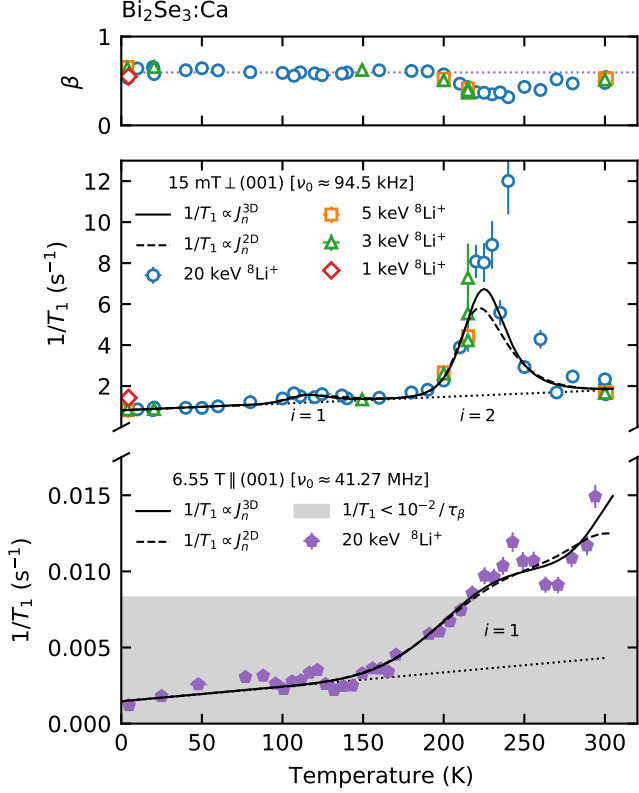 Bi₂Se₃:Ca
1
β
0
15 mT ⊥ (001) [ν₀ ≈ 94.5 kHz]
1/T₁ ∝ Jₙ³ᴰ
1/T₁ ∝ Jₙ²ᴰ
20 keV ⁸Li⁺
5 keV ⁸Li⁺
3 keV ⁸Li⁺
1 keV ⁸Li⁺
12
10
8
6
4
2
1/T₁ (s⁻¹)
i = 1
i = 2
6.55 T ∥ (001) [ν₀ ≈ 41.27 MHz]
1/T₁ ∝ Jₙ³ᴰ
1/T₁ ∝ Jₙ²ᴰ
1/T₁ < 10⁻² / τᵦ
20 keV ⁸Li⁺
0.015
0.010
0.005
0.000
1/T₁ (s⁻¹)
i = 1
0 50 100 150 200 250 300
Temperature (K)